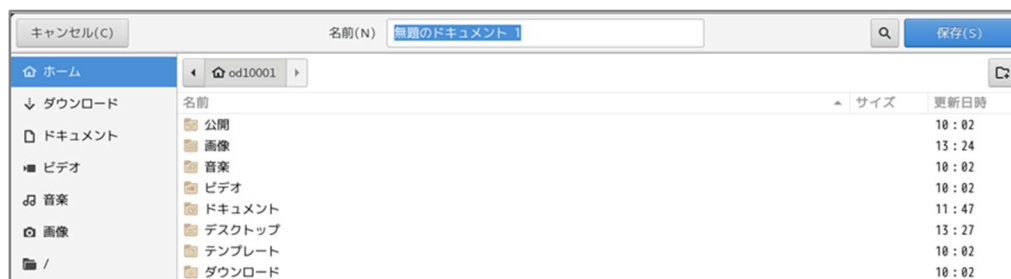 キャンセル(C) 名前(N) 無題のドキュメント 1 保存(S)
ホーム
ダウンロード
ドキュメント
ビデオ
音楽
画像
/
od10001
名前 サイズ 更新日時
公開 10:02
画像 13:24
音楽 10:02
ビデオ 10:02
ドキュメント 11:47
デスクトップ 13:27
テンプレート 10:02
ダウンロード 10:02